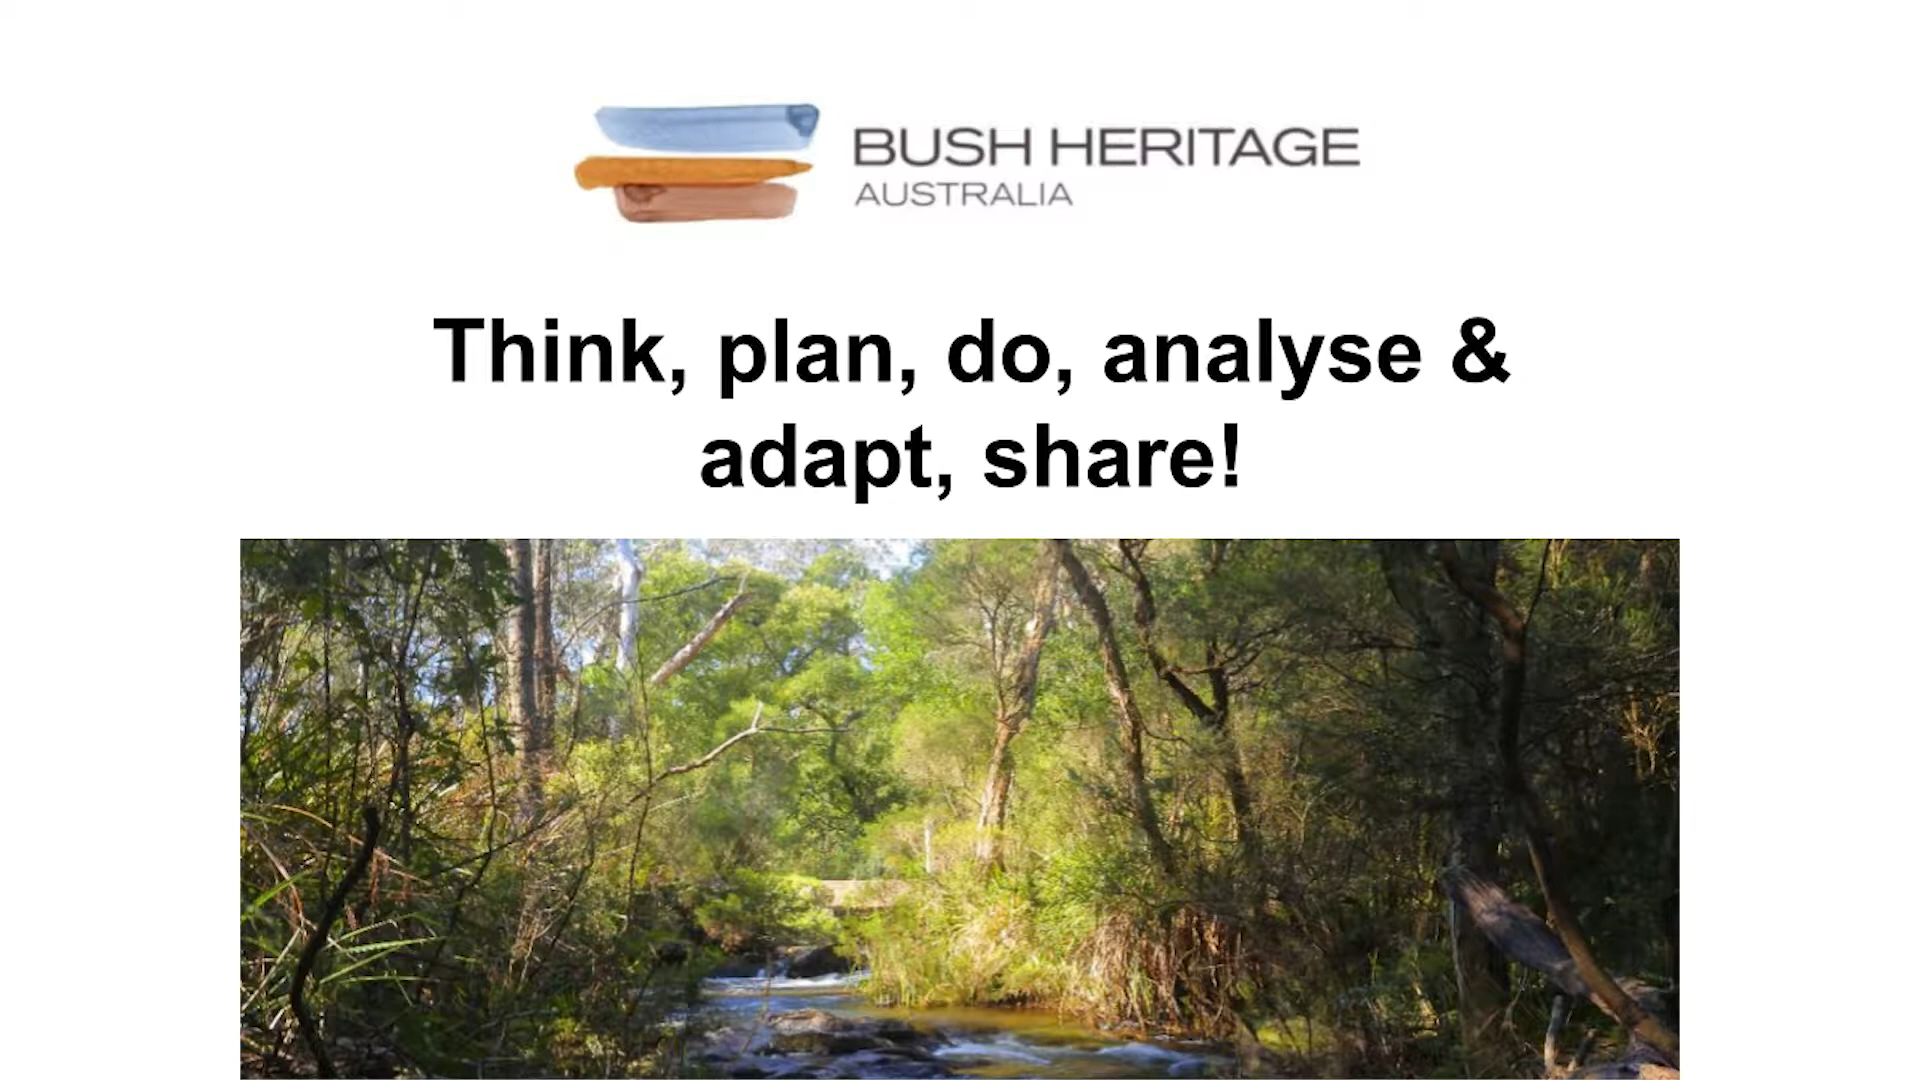 BUSH HERITAGE
AUSTRALIA
Think, plan, do, analyse &
adapt, share!